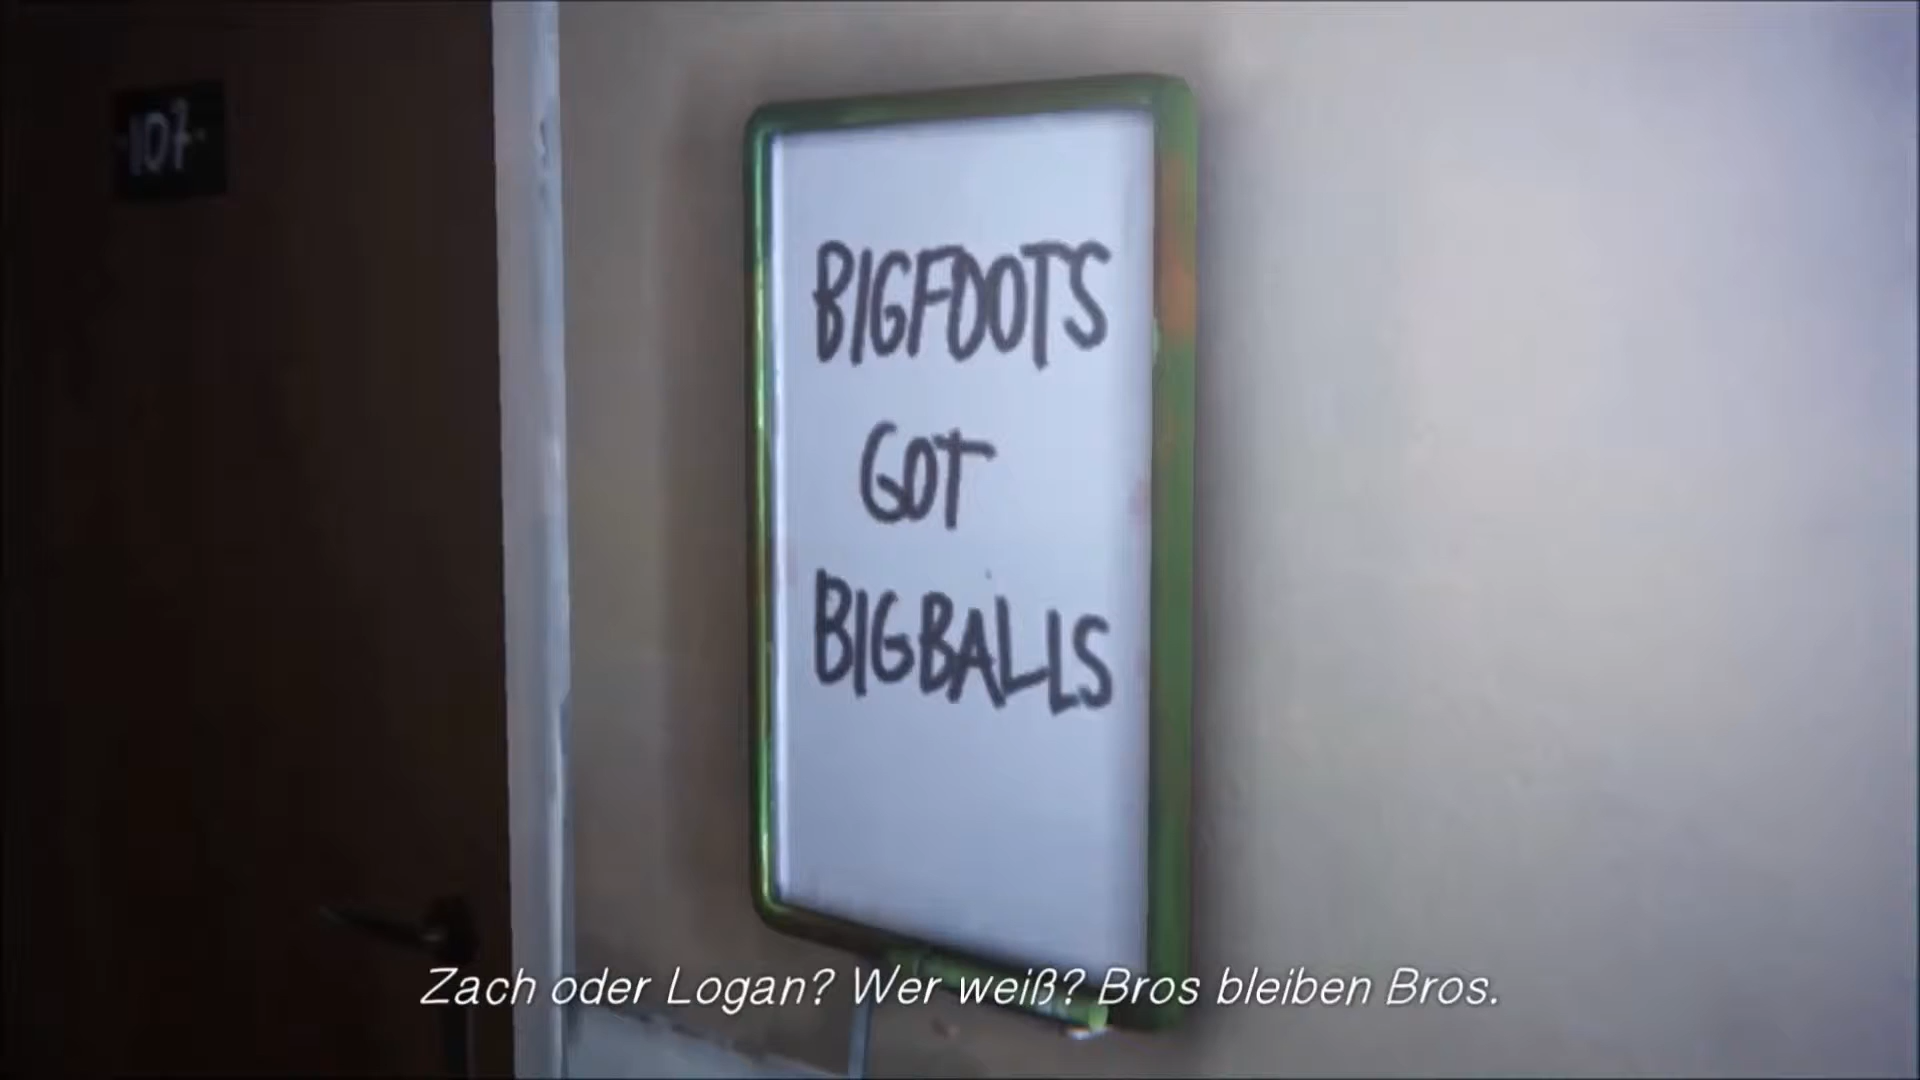 107
BIGFOOTS
GOT
BIGBALLS
Zach oder Logan? Wer weiß? Bros bleiben Bros.